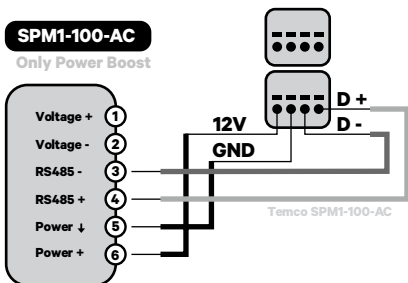 SPM1-100-AC
Only Power Boost
Voltage + 1
Voltage - 2
RS485 - 3
RS485 + 4
Power ↓ 5
Power + 6
12V
GND
D +
D -
Temco SPM1-100-AC